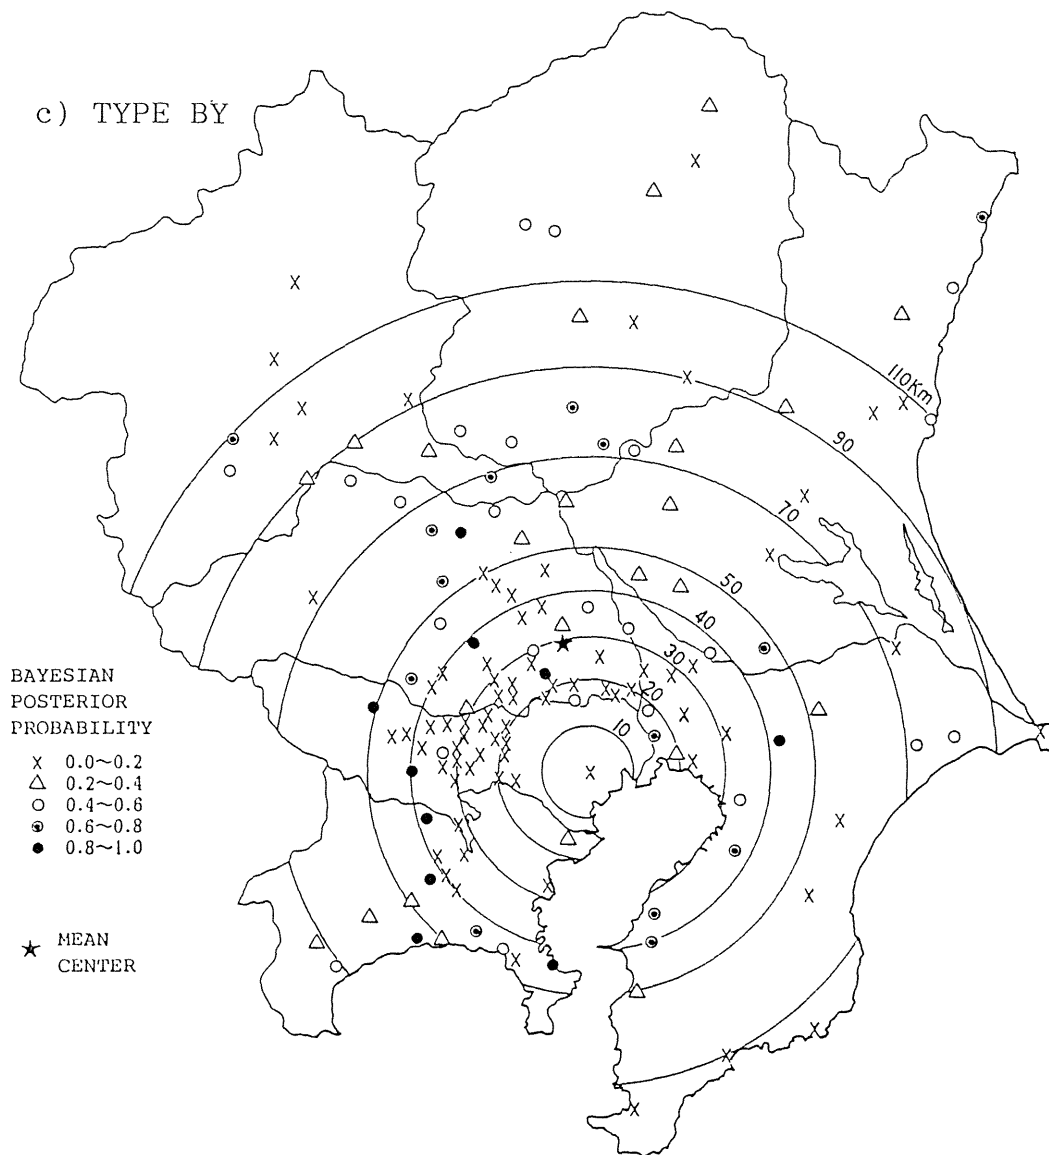 c) TYPE BY
110Km
90
70
50
40
30
20
10
BAYESIAN
POSTERIOR
PROBABILITY
X 0.0~0.2
△ 0.2~0.4
○ 0.4~0.6
◉ 0.6~0.8
● 0.8~1.0
★ MEAN
CENTER